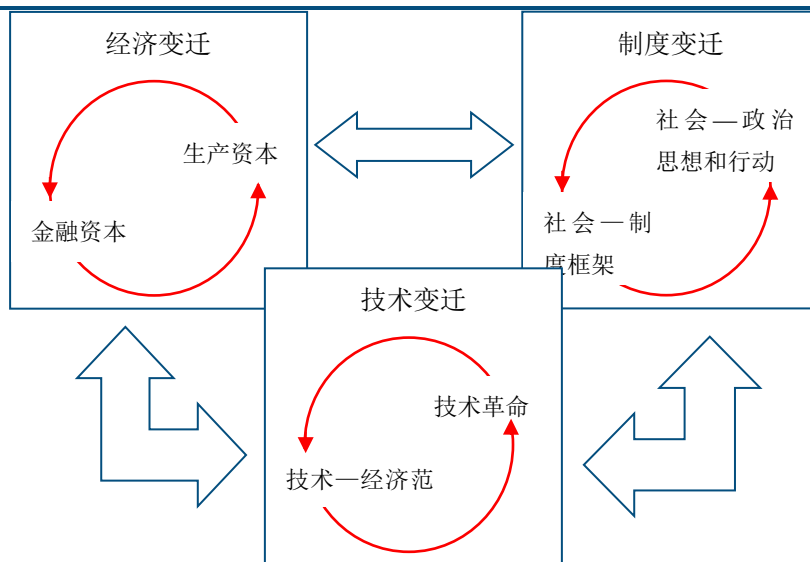 经济变迁
生产资本
金融资本
制度变迁
社会—政治
思想和行动
社会—制
度框架
技术变迁
技术革命
技术—经济范